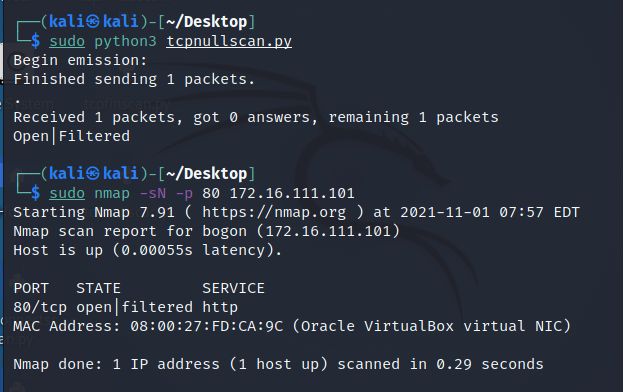 ┌──(kali㉿kali)-[~/Desktop]
└─$ sudo python3 tcpnullscan.py
Begin emission:
Finished sending 1 packets.
.
Received 1 packets, got 0 answers, remaining 1 packets
Open|Filtered
┌──(kali㉿kali)-[~/Desktop]
└─$ sudo nmap -sN -p 80 172.16.111.101
Starting Nmap 7.91 ( https://nmap.org ) at 2021-11-01 07:57 EDT
Nmap scan report for bogon (172.16.111.101)
Host is up (0.00055s latency).
PORT   STATE         SERVICE
80/tcp open|filtered http
MAC Address: 08:00:27:FD:CA:9C (Oracle VirtualBox virtual NIC)
Nmap done: 1 IP address (1 host up) scanned in 0.29 seconds